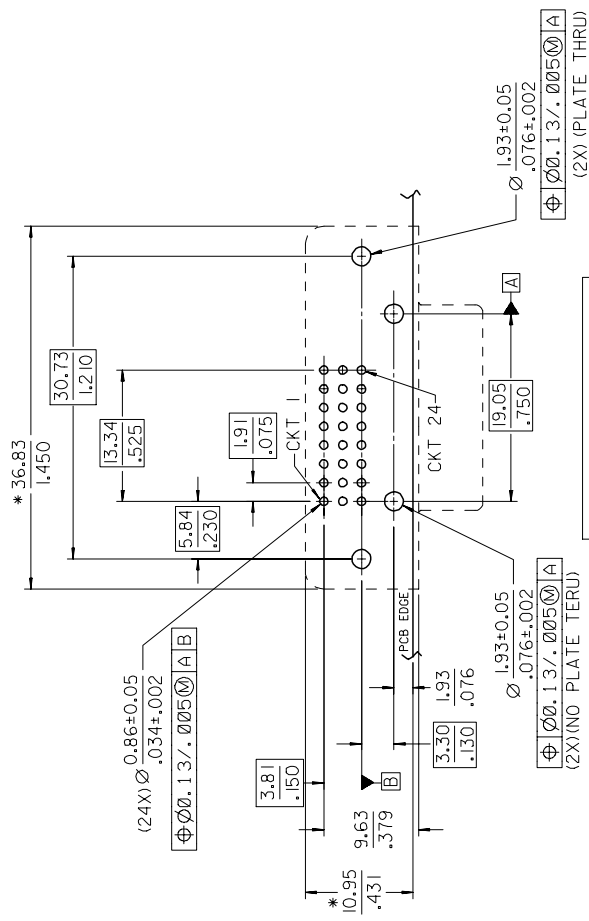 * 36.83
1.450
30.73
1.210
13.34
.525
1.91
.075
5.84
.230
CKT 1
(24X) Ø 0.86±0.05
.034±.002
⌖ Ø0.13/.005Ⓜ A B
3.81
.150
B
9.63
.379
* 10.95
.431
3.30
.130
1.93
.076
PCB EDGE
CKT 24
19.05
.750
A
Ø 1.93±0.05
.076±.002
⌖ Ø0.13/.005Ⓜ A
(2X)(NO PLATE TERU)
Ø 1.93±0.05
.076±.002
⌖ Ø0.13/.005Ⓜ A
(2X) (PLATE THRU)